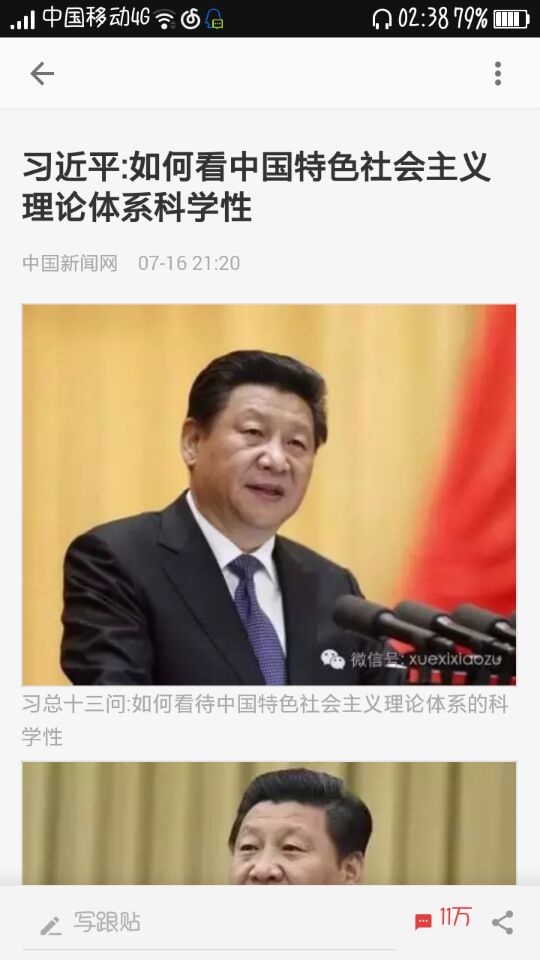 中国移动4G 02:38 79%
习近平:如何看中国特色社会主义
理论体系科学性
中国新闻网 07-16 21:20
微信号: xuexixiaozu
习总十三问:如何看待中国特色社会主义理论体系的科
学性
写跟贴 11万